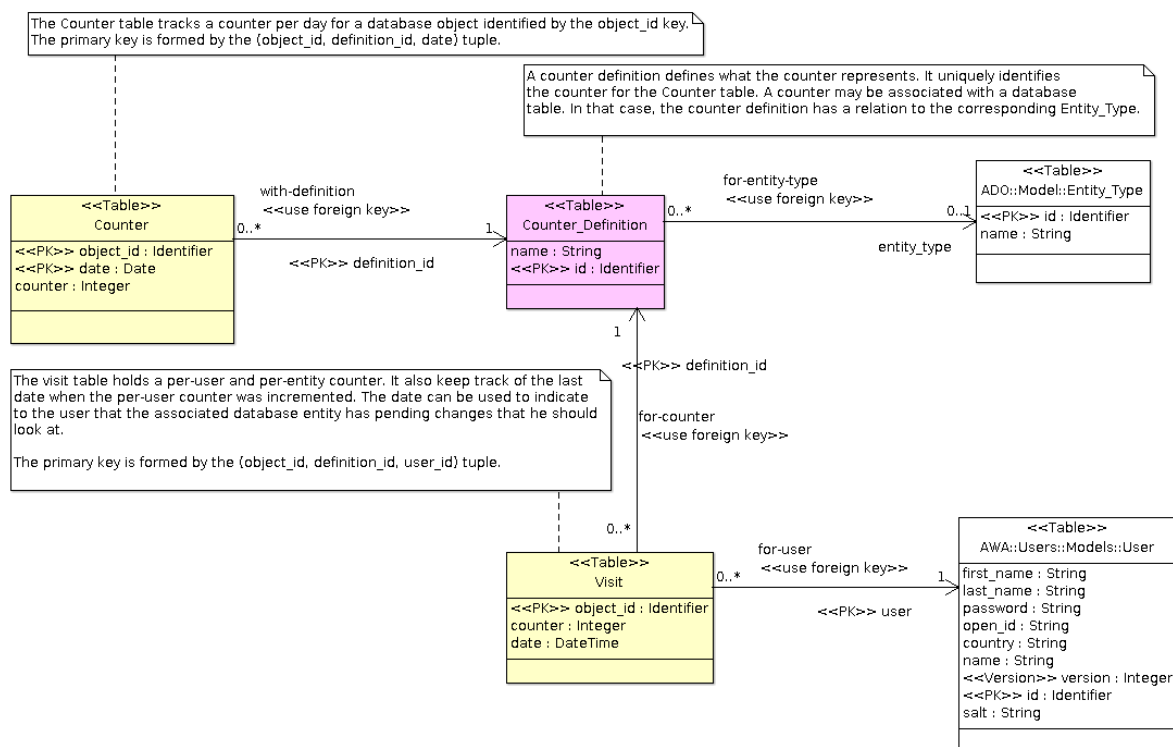 The Counter table tracks a counter per day for a database object identified by the object_id key.
The primary key is formed by the (object_id, definition_id, date) tuple.
A counter definition defines what the counter represents. It uniquely identifies
the counter for the Counter table. A counter may be associated with a database
table. In that case, the counter definition has a relation to the corresponding Entity_Type.
<<Table>>
Counter
<<PK>> object_id : Identifier
<<PK>> date : Date
counter : Integer
with-definition
<<use foreign key>>
0..*
1
<<PK>> definition_id
<<Table>>
Counter_Definition
name : String
<<PK>> id : Identifier
for-entity-type
<<use foreign key>>
0..*
0..1
entity_type
<<Table>>
ADO::Model::Entity_Type
<<PK>> id : Identifier
name : String
1
<<PK>> definition_id
for-counter
<<use foreign key>>
0..*
The visit table holds a per-user and per-entity counter. It also keep track of the last
date when the per-user counter was incremented. The date can be used to indicate
to the user that the associated database entity has pending changes that he should
look at.
The primary key is formed by the (object_id, definition_id, user_id) tuple.
<<Table>>
Visit
<<PK>> object_id : Identifier
counter : Integer
date : DateTime
for-user
<<use foreign key>>
0..*
1
<<PK>> user
<<Table>>
AWA::Users::Models::User
first_name : String
last_name : String
password : String
open_id : String
country : String
name : String
<<Version>> version : Integer
<<PK>> id : Identifier
salt : String